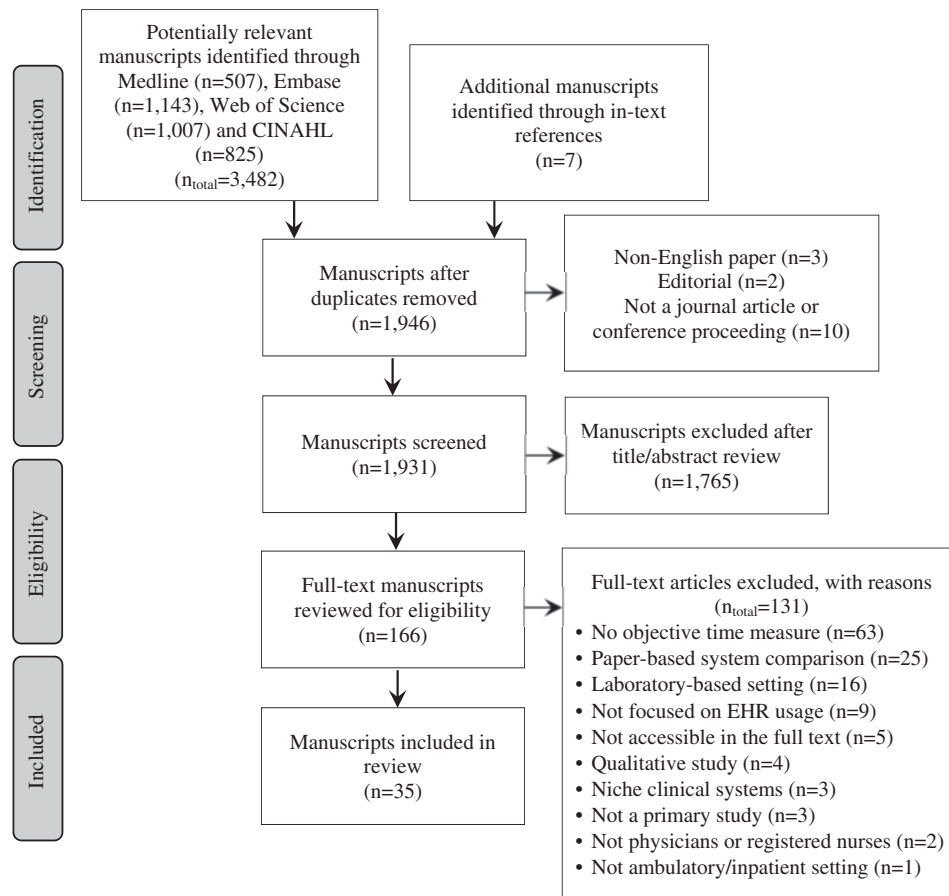 Potentially relevant
manuscripts identified through
Medline (n=507), Embase
(n=1,143), Web of Science
(n=1,007) and CINAHL
(n=825)
(ntotal=3,482)
Additional manuscripts
identified through in-text
references
(n=7)
Identification
Manuscripts after
duplicates removed
(n=1,946)
Non-English paper (n=3)
Editorial (n=2)
Not a journal article or
conference proceeding (n=10)
Screening
Manuscripts screened
(n=1,931)
Manuscripts excluded after
title/abstract review
(n=1,765)
Eligibility
Full-text manuscripts
reviewed for eligibility
(n=166)
Full-text articles excluded, with reasons
(ntotal=131)
• No objective time measure (n=63)
• Paper-based system comparison (n=25)
• Laboratory-based setting (n=16)
• Not focused on EHR usage (n=9)
• Not accessible in the full text (n=5)
• Qualitative study (n=4)
• Niche clinical systems (n=3)
• Not a primary study (n=3)
• Not physicians or registered nurses (n=2)
• Not ambulatory/inpatient setting (n=1)
Included
Manuscripts included in
review
(n=35)